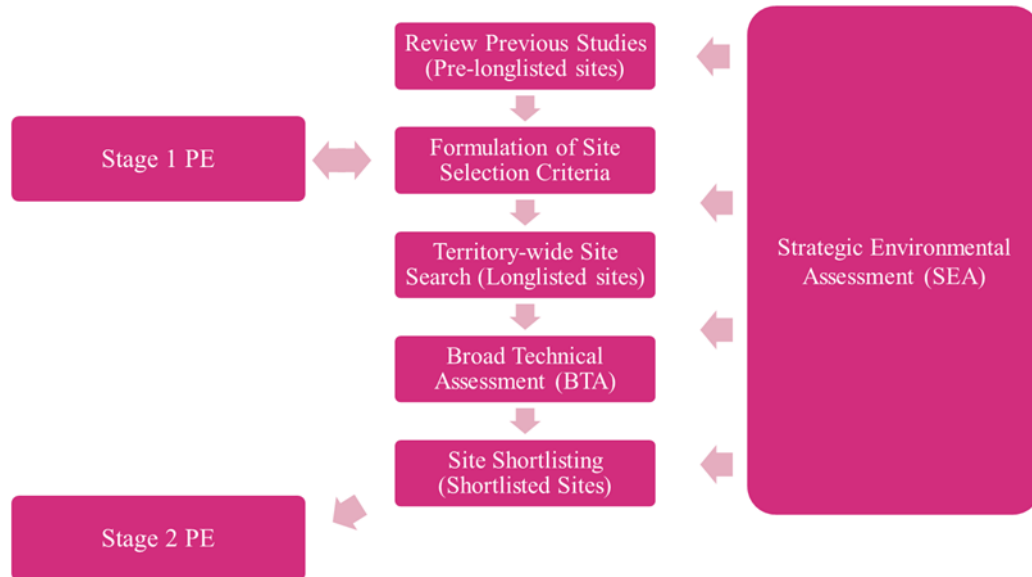 Review Previous Studies
(Pre-longlisted sites)
Stage 1 PE
Formulation of Site
Selection Criteria
Territory-wide Site
Search (Longlisted sites)
Strategic Environmental
Assessment (SEA)
Broad Technical
Assessment (BTA)
Site Shortlisting
(Shortlisted Sites)
Stage 2 PE